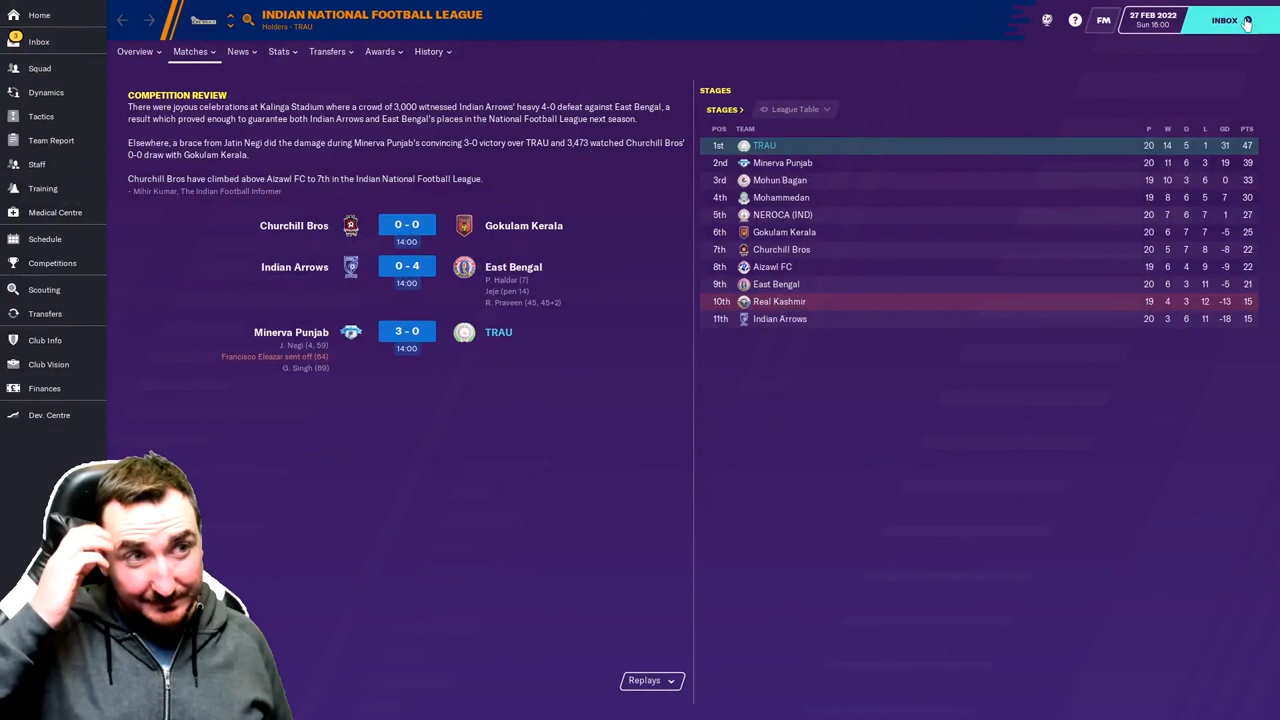 INDIAN NATIONAL FOOTBALL LEAGUE
Holders - TRAU
?
FM
27 FEB 2022
Sun 16:00
INBOX
Home
3
Inbox
Squad
Dynamics
Tactics
Team Report
Staff
Training
Medical Centre
Schedule
Competitions
Scouting
Transfers
Club Info
Club Vision
Finances
Dev. Centre
Overview Matches News Stats Transfers Awards History
COMPETITION REVIEW
There were joyous celebrations at Kalinga Stadium where a crowd of 3,000 witnessed Indian Arrows' heavy 4-0 defeat against East Bengal, a
result which proved enough to guarantee both Indian Arrows and East Bengal's places in the National Football League next season.
Elsewhere, a brace from Jatin Negi did the damage during Minerva Punjab's convincing 3-0 victory over TRAU and 3,473 watched Churchill Bros'
0-0 draw with Gokulam Kerala.
Churchill Bros have climbed above Aizawl FC to 7th in the Indian National Football League.
- Mihir Kumar, The Indian Football Informer
Churchill Bros 0 - 0 Gokulam Kerala
14:00
Indian Arrows 0 - 4 East Bengal
14:00
P. Haldar (7)
Jeje (pen 14)
R. Praveen (45, 45+2)
Minerva Punjab 3 - 0 TRAU
J. Negi (4, 59)
14:00
Francisco Eleazar sent off (64)
G. Singh (69)
Replays
STAGES
STAGES > League Table
POS TEAM P W D L GD PTS
1st TRAU 20 14 5 1 31 47
2nd Minerva Punjab 20 11 6 3 19 39
3rd Mohun Bagan 19 10 3 6 0 33
4th Mohammedan 19 8 6 5 7 30
5th NEROCA (IND) 20 7 6 7 1 27
6th Gokulam Kerala 20 6 7 7 -5 25
7th Churchill Bros 20 5 7 8 -8 22
8th Aizawl FC 19 6 4 9 -9 22
9th East Bengal 20 6 3 11 -5 21
10th Real Kashmir 19 4 3 12 -13 15
11th Indian Arrows 20 3 6 11 -18 15